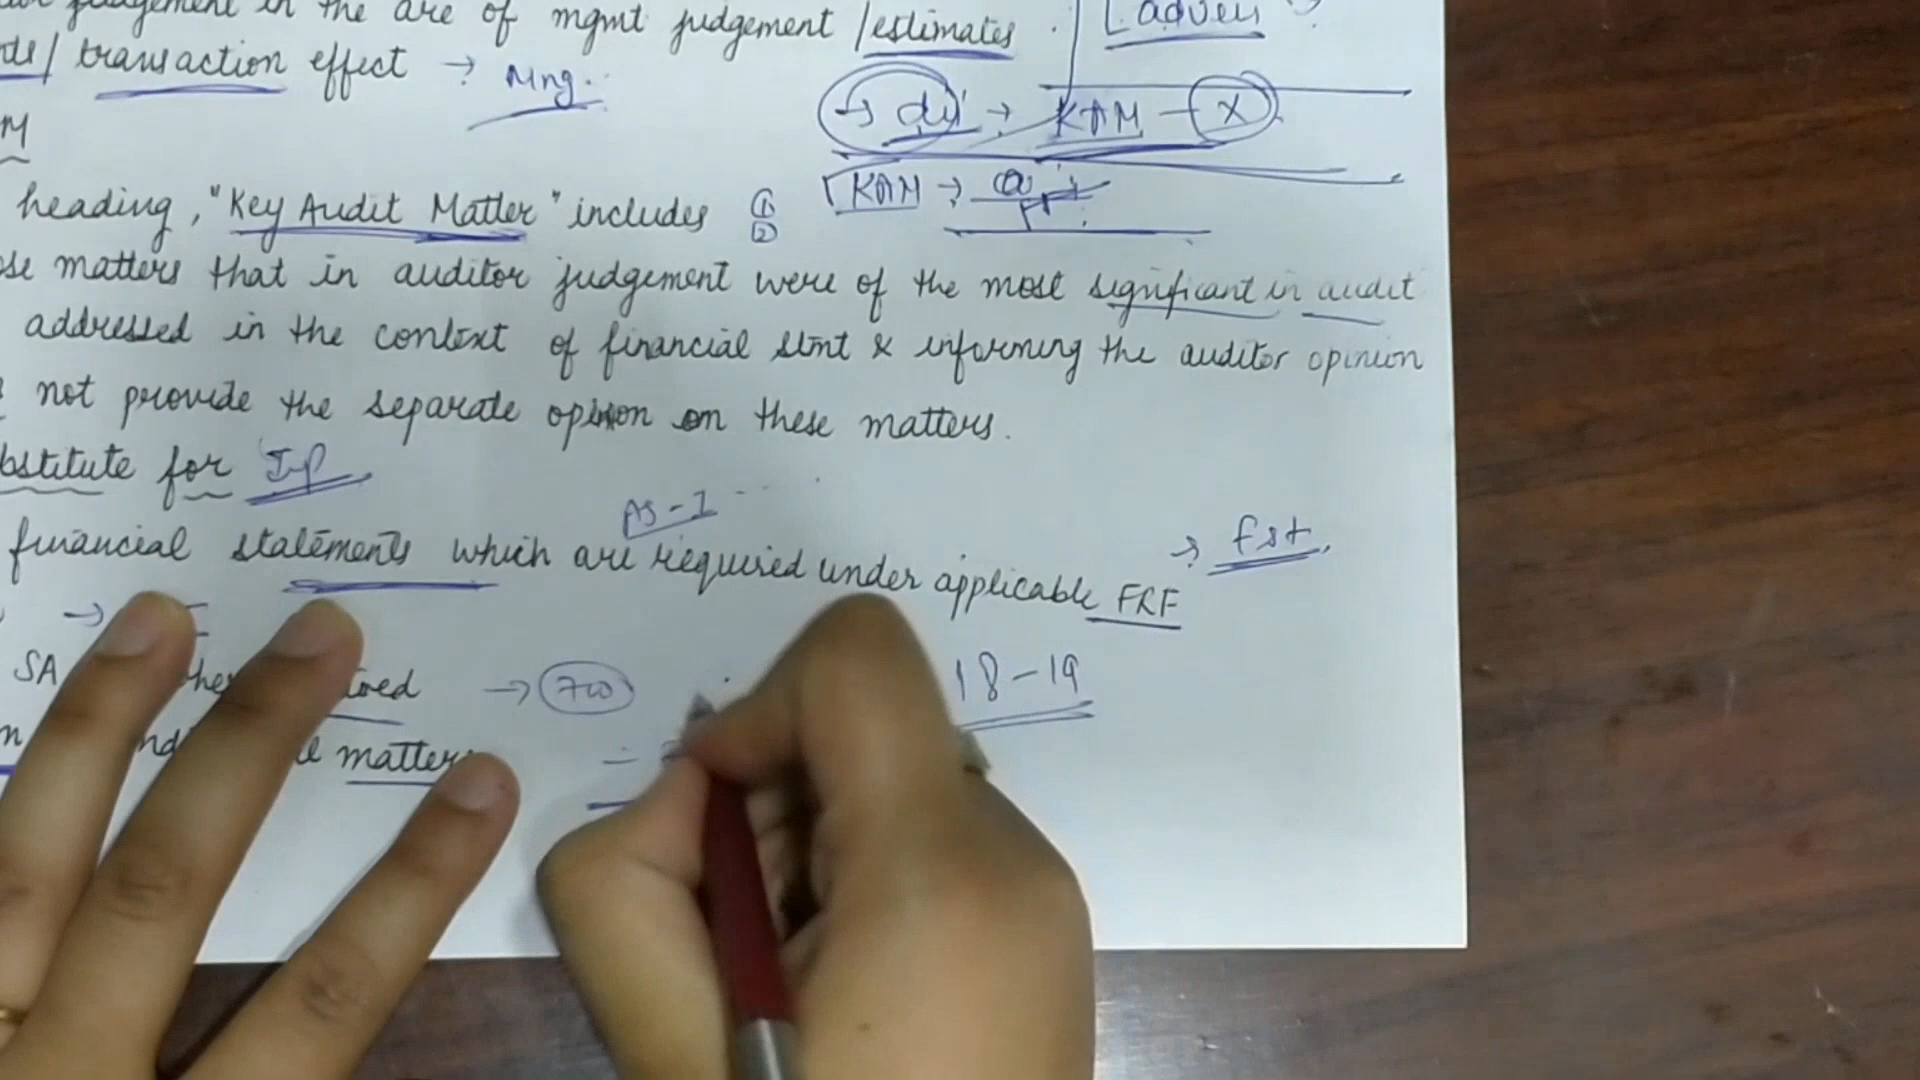 judgement in the are of mgmt judgement / estimates .
transaction effect → Mng.
→ → KAM - X
heading, "Key Audit Matter" includes ① ②
KAM →
matters that in auditor judgement were of the most significant in audit
addressed in the context of financial stmt & informing the auditor opinion
not provide the separate opinion on these matters.
for
AS-1
financial statements which are required under applicable FRF → fst
SA → 700 18-19
matter